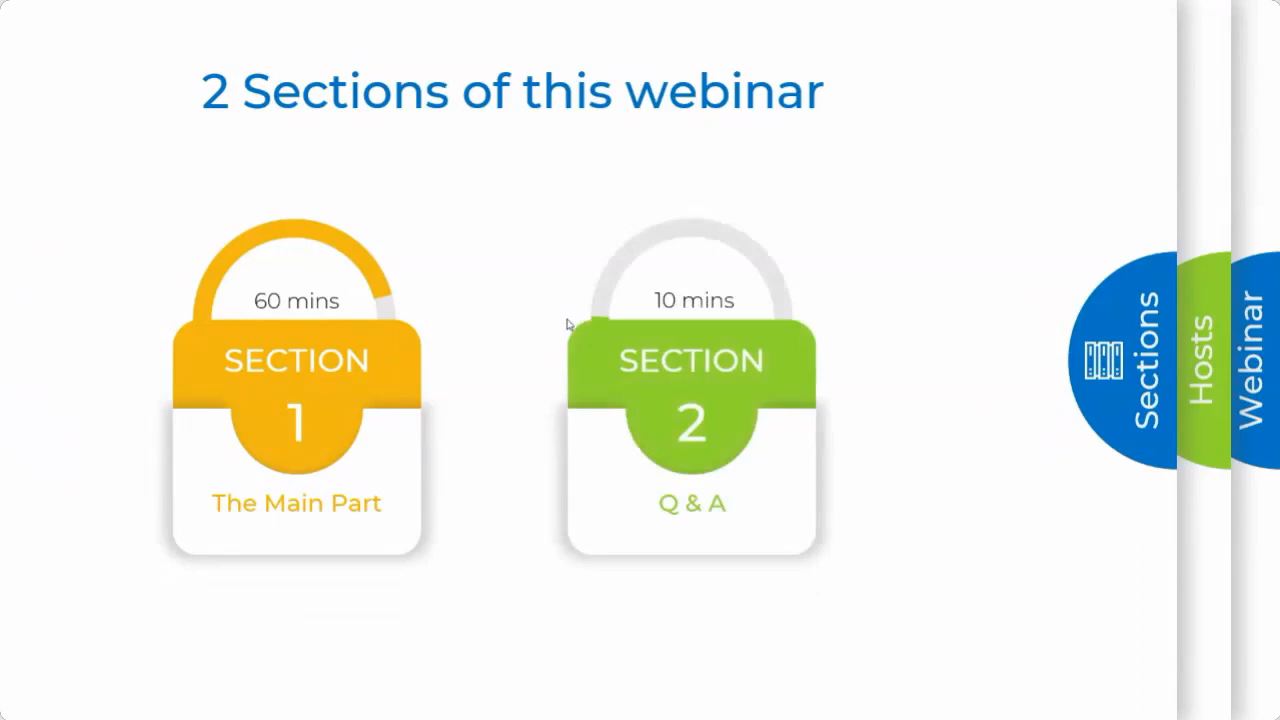 2 Sections of this webinar
60 mins
SECTION
1
The Main Part
10 mins
SECTION
2
Q & A
Sections
Hosts
Webinar